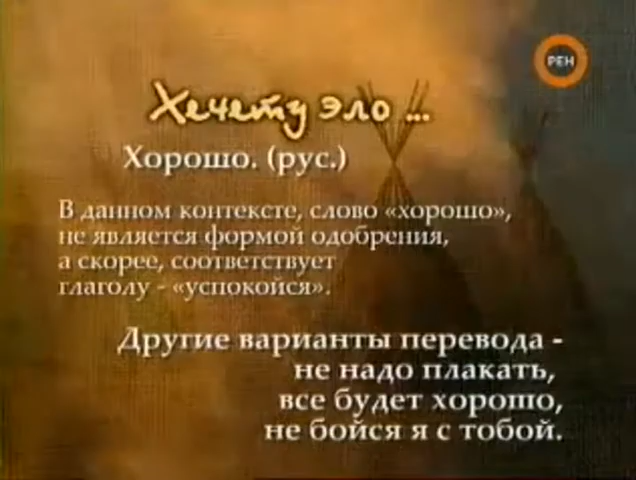 РЕН
Хечету эло ...
Хорошо. (рус.)
В данном контексте, слово «хорошо»,
не является формой одобрения,
а скорее, соответствует
глаголу - «успокойся».
Другие варианты перевода -
не надо плакать,
все будет хорошо,
не бойся я с тобой.